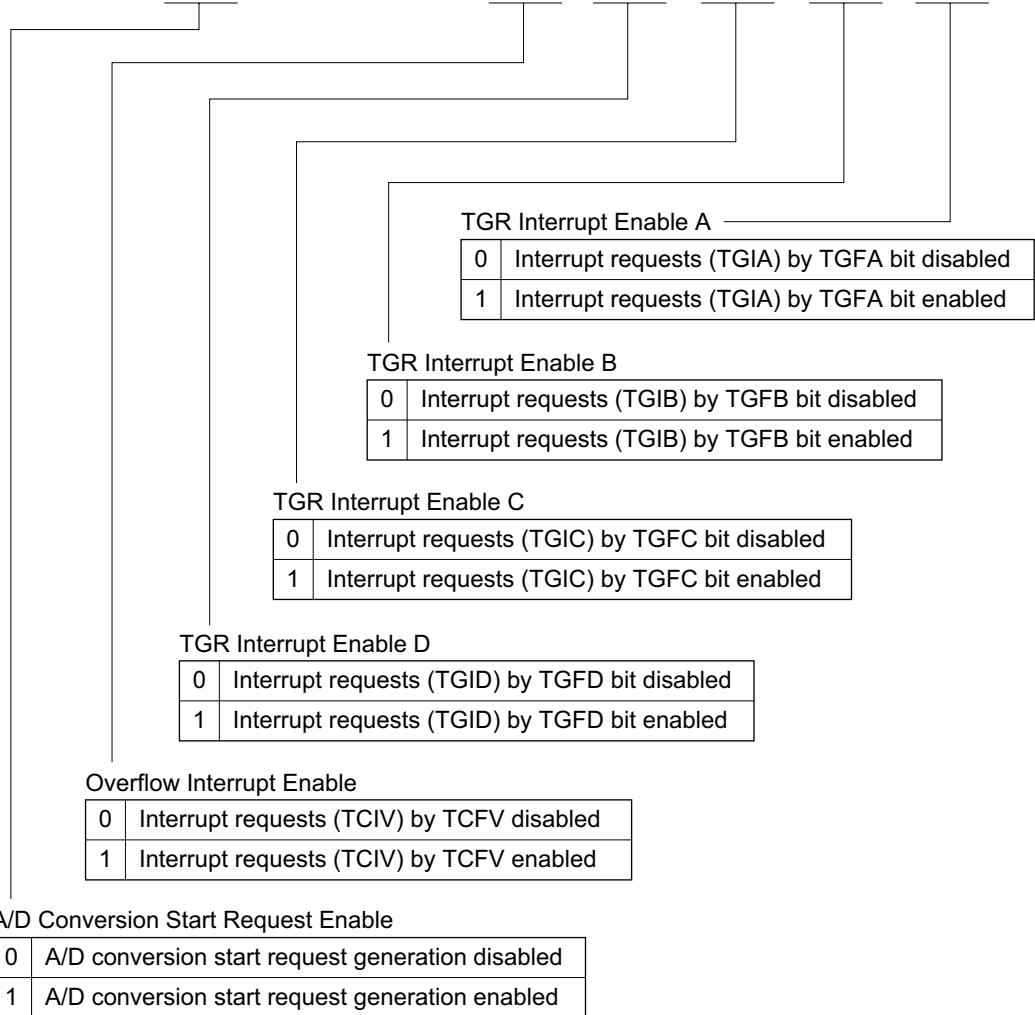 TGR Interrupt Enable A
0 Interrupt requests (TGIA) by TGFA bit disabled
1 Interrupt requests (TGIA) by TGFA bit enabled
TGR Interrupt Enable B
0 Interrupt requests (TGIB) by TGFB bit disabled
1 Interrupt requests (TGIB) by TGFB bit enabled
TGR Interrupt Enable C
0 Interrupt requests (TGIC) by TGFC bit disabled
1 Interrupt requests (TGIC) by TGFC bit enabled
TGR Interrupt Enable D
0 Interrupt requests (TGID) by TGFD bit disabled
1 Interrupt requests (TGID) by TGFD bit enabled
Overflow Interrupt Enable
0 Interrupt requests (TCIV) by TCFV disabled
1 Interrupt requests (TCIV) by TCFV enabled
A/D Conversion Start Request Enable
0 A/D conversion start request generation disabled
1 A/D conversion start request generation enabled